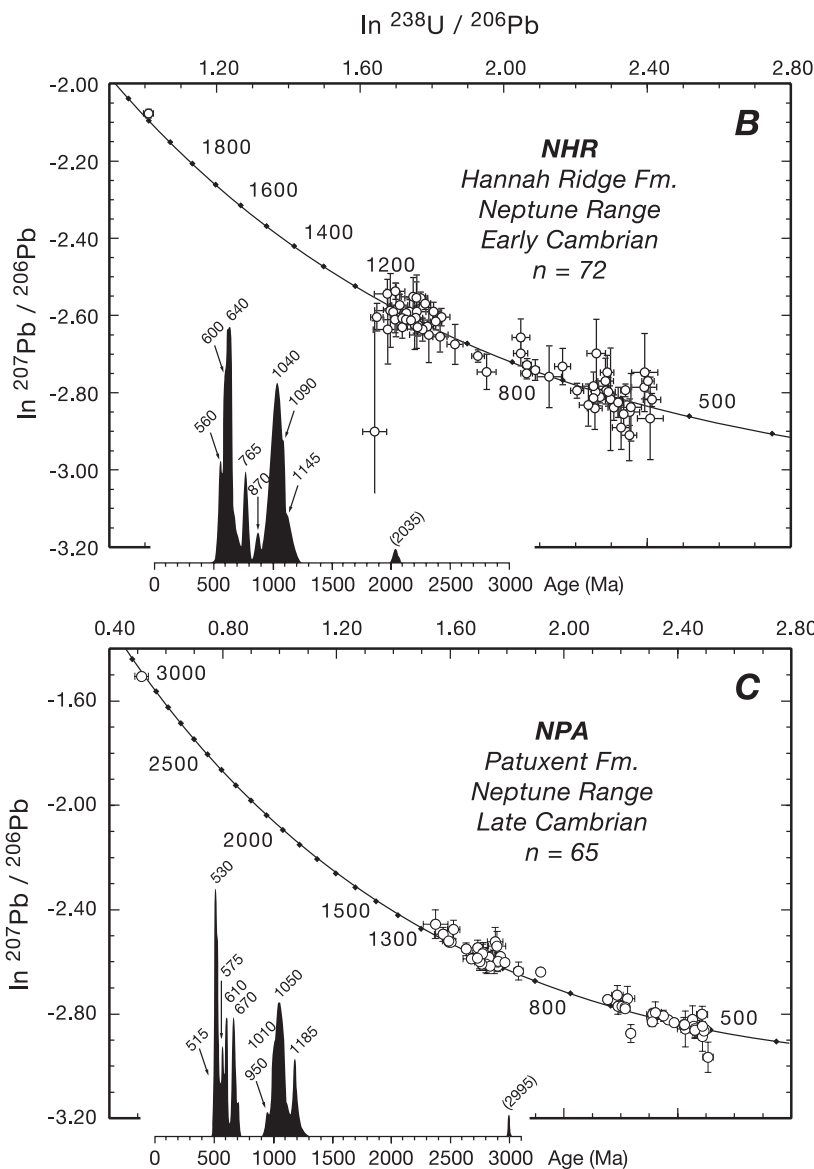 ln ²³⁸U / ²⁰⁶Pb
1.20 1.60 2.00 2.40 2.80
-2.00
-2.20
-2.40
-2.60
-2.80
-3.00
-3.20
ln ²⁰⁷Pb / ²⁰⁶Pb
B
NHR
Hannah Ridge Fm.
Neptune Range
Early Cambrian
n = 72
1800
1600
1400
1200
800
500
600
640
560
765
870
1040
1090
1145
(2035)
0 500 1000 1500 2000 2500 3000 Age (Ma)
0.40 0.80 1.20 1.60 2.00 2.40 2.80
-1.60
-2.00
-2.40
-2.80
-3.20
ln ²⁰⁷Pb / ²⁰⁶Pb
C
NPA
Patuxent Fm.
Neptune Range
Late Cambrian
n = 65
3000
2500
2000
1500
1300
800
500
530
575
610
670
515
950
1010
1050
1185
(2995)
0 500 1000 1500 2000 2500 3000 Age (Ma)